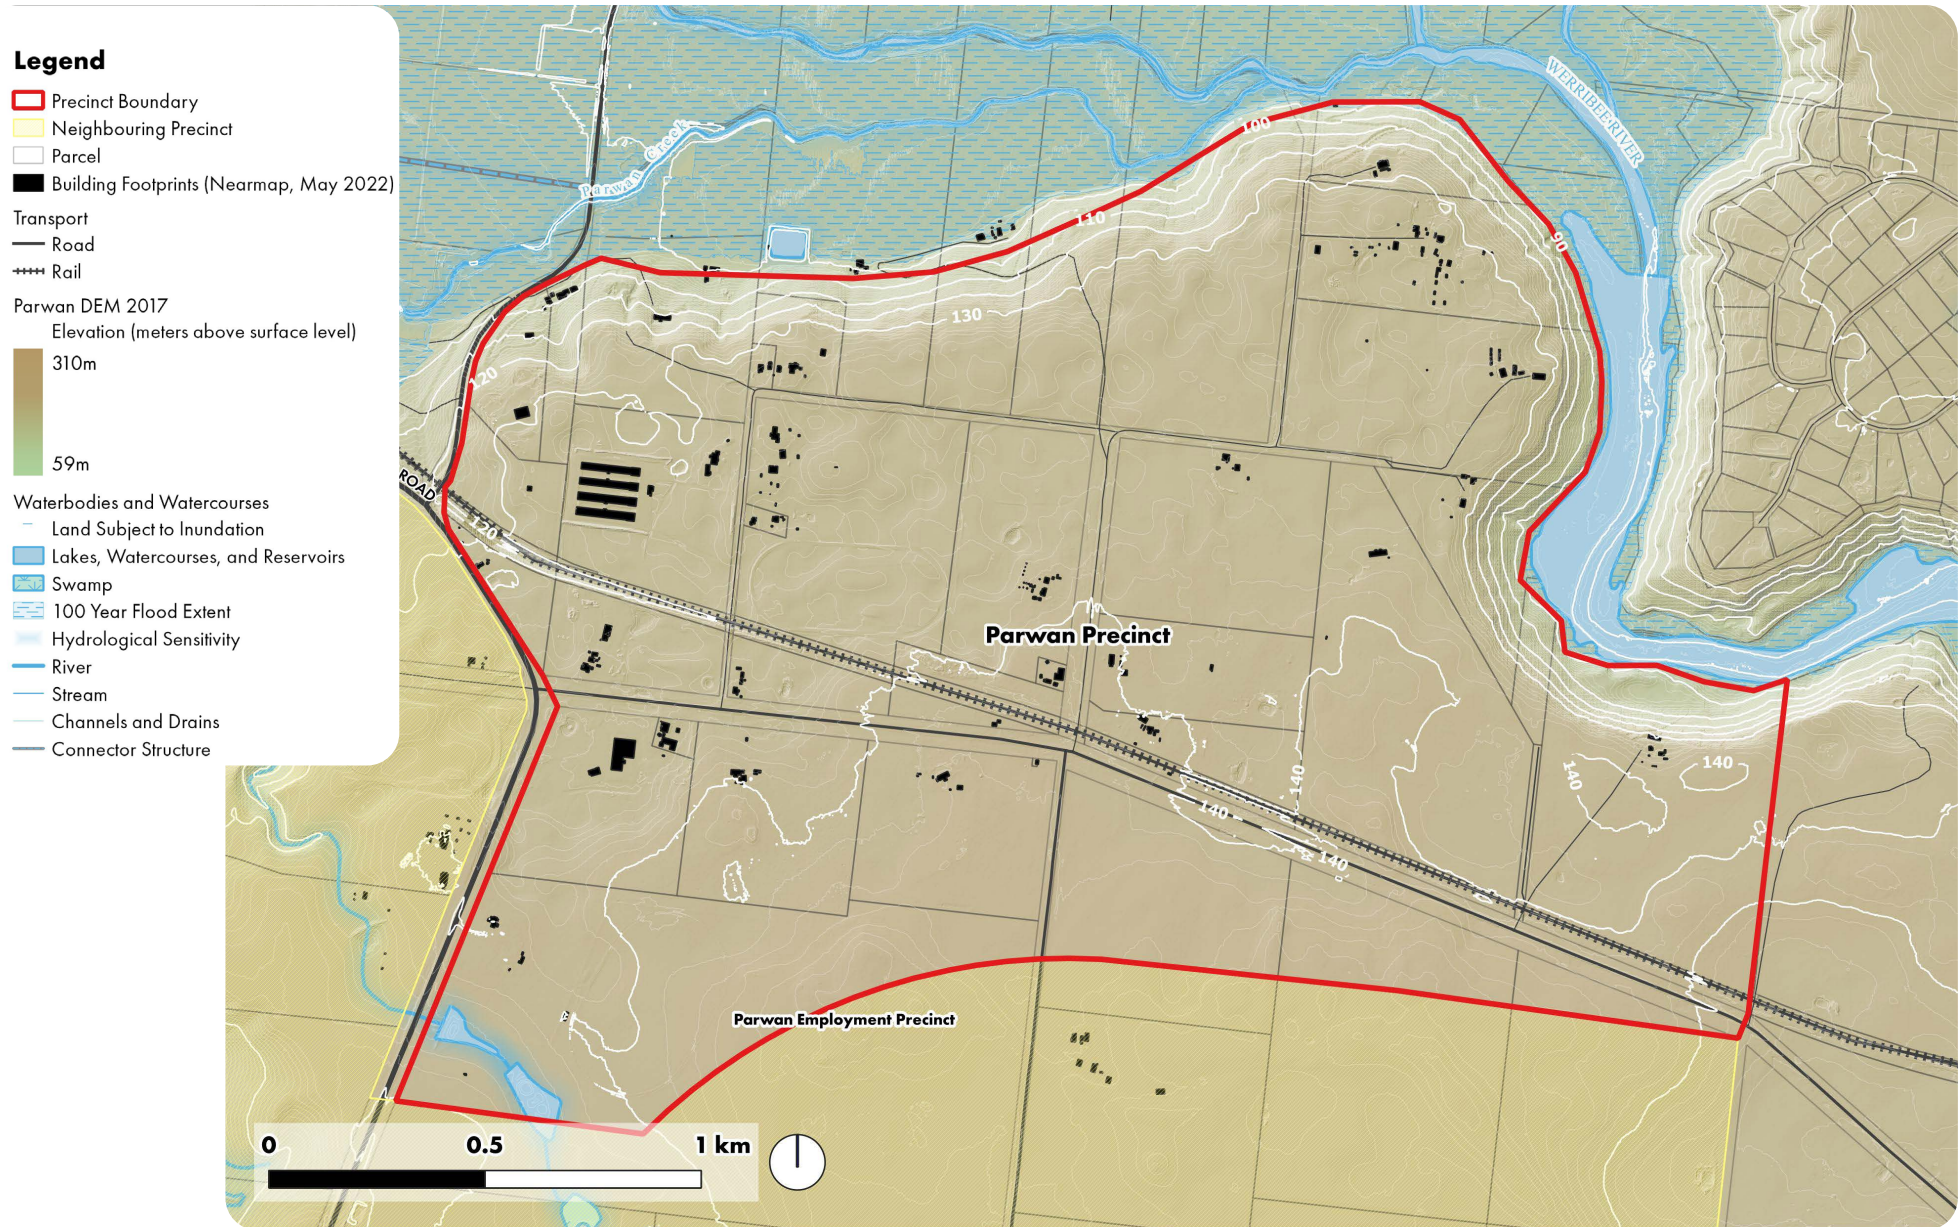 Legend
Precinct Boundary
Neighbouring Precinct
Parcel
Building Footprints (Nearmap, May 2022)
Transport
Road
Rail
Parwan DEM 2017
Elevation (meters above surface level)
310m
59m
Waterbodies and Watercourses
Land Subject to Inundation
Lakes, Watercourses, and Reservoirs
Swamp
100 Year Flood Extent
Hydrological Sensitivity
River
Stream
Channels and Drains
Connector Structure
WERRIBEE RIVER
Parwan Creek
100
110
90
130
120
ROAD
120
Parwan Precinct
140
140
140
140
140
Parwan Employment Precinct
0 0.5 1 km